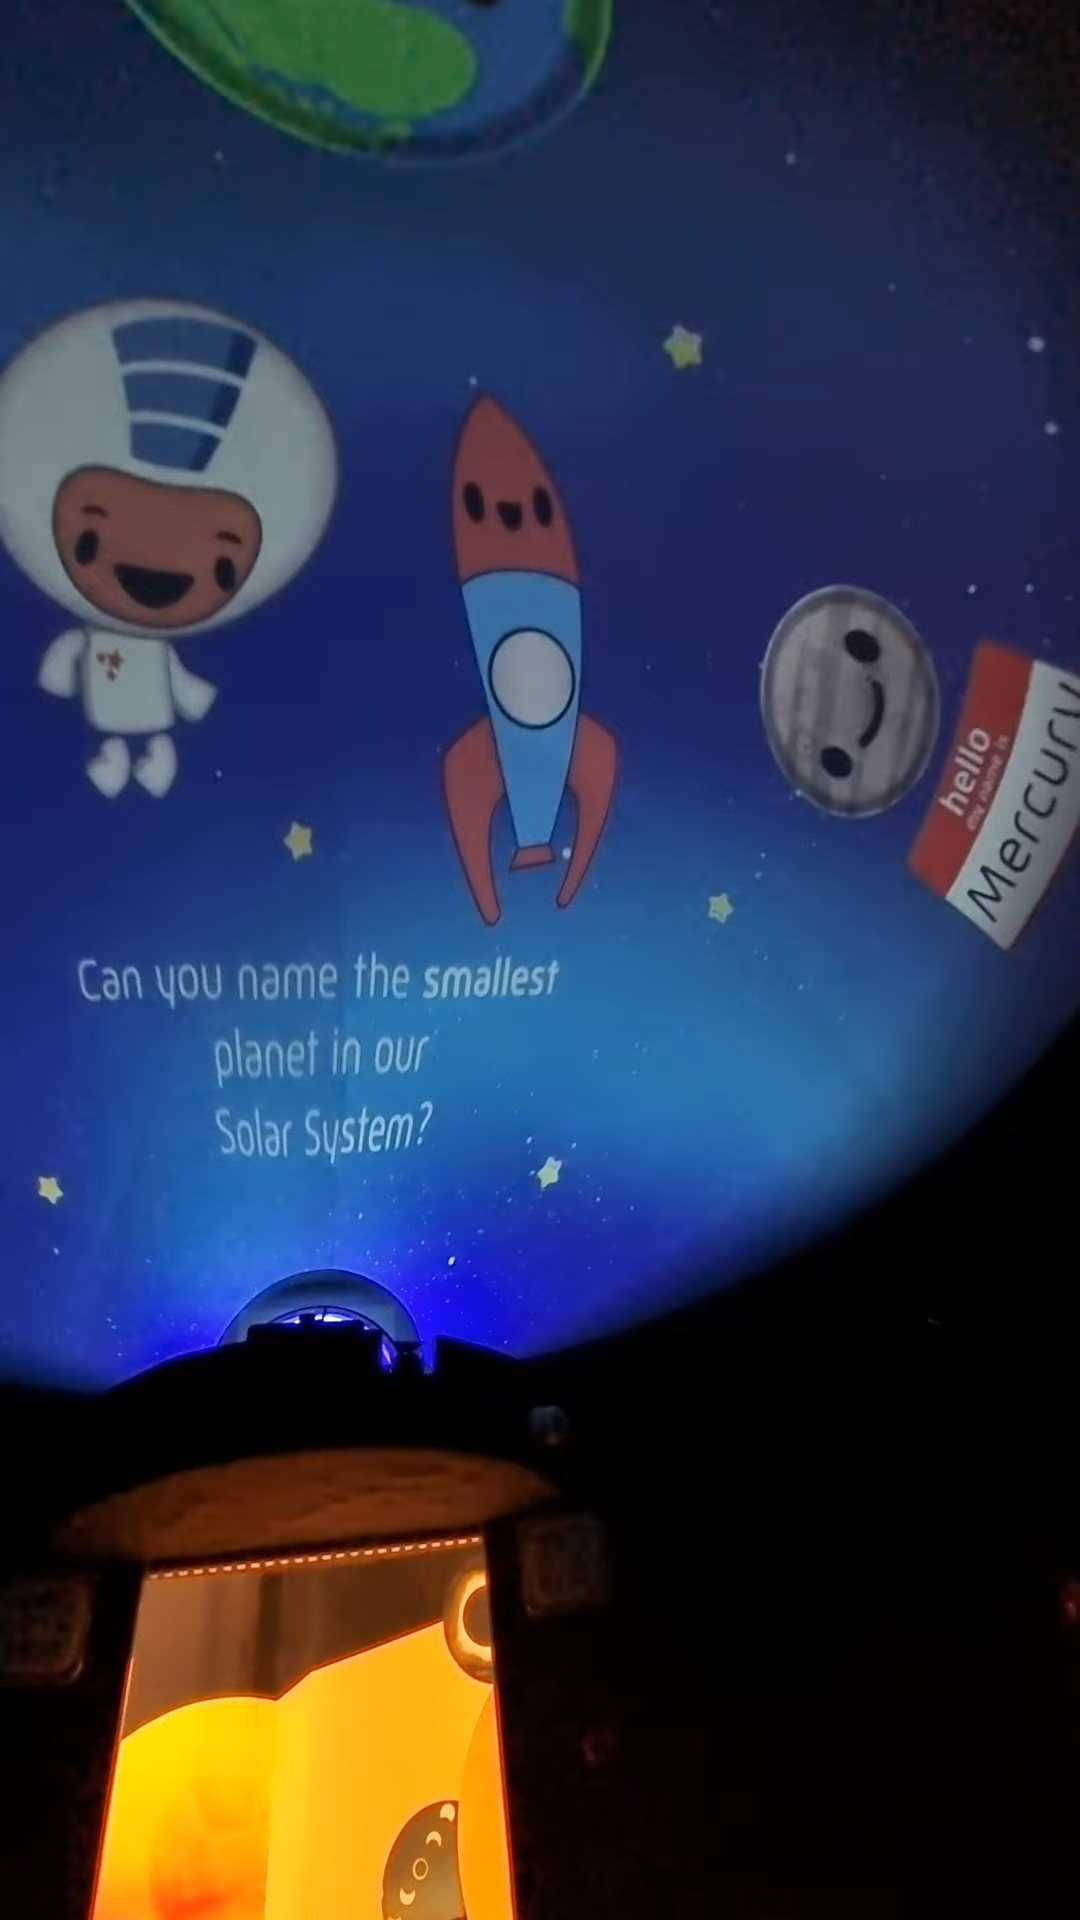 hello
my name is
Mercury
Can you name the smallest
planet in our
Solar System?